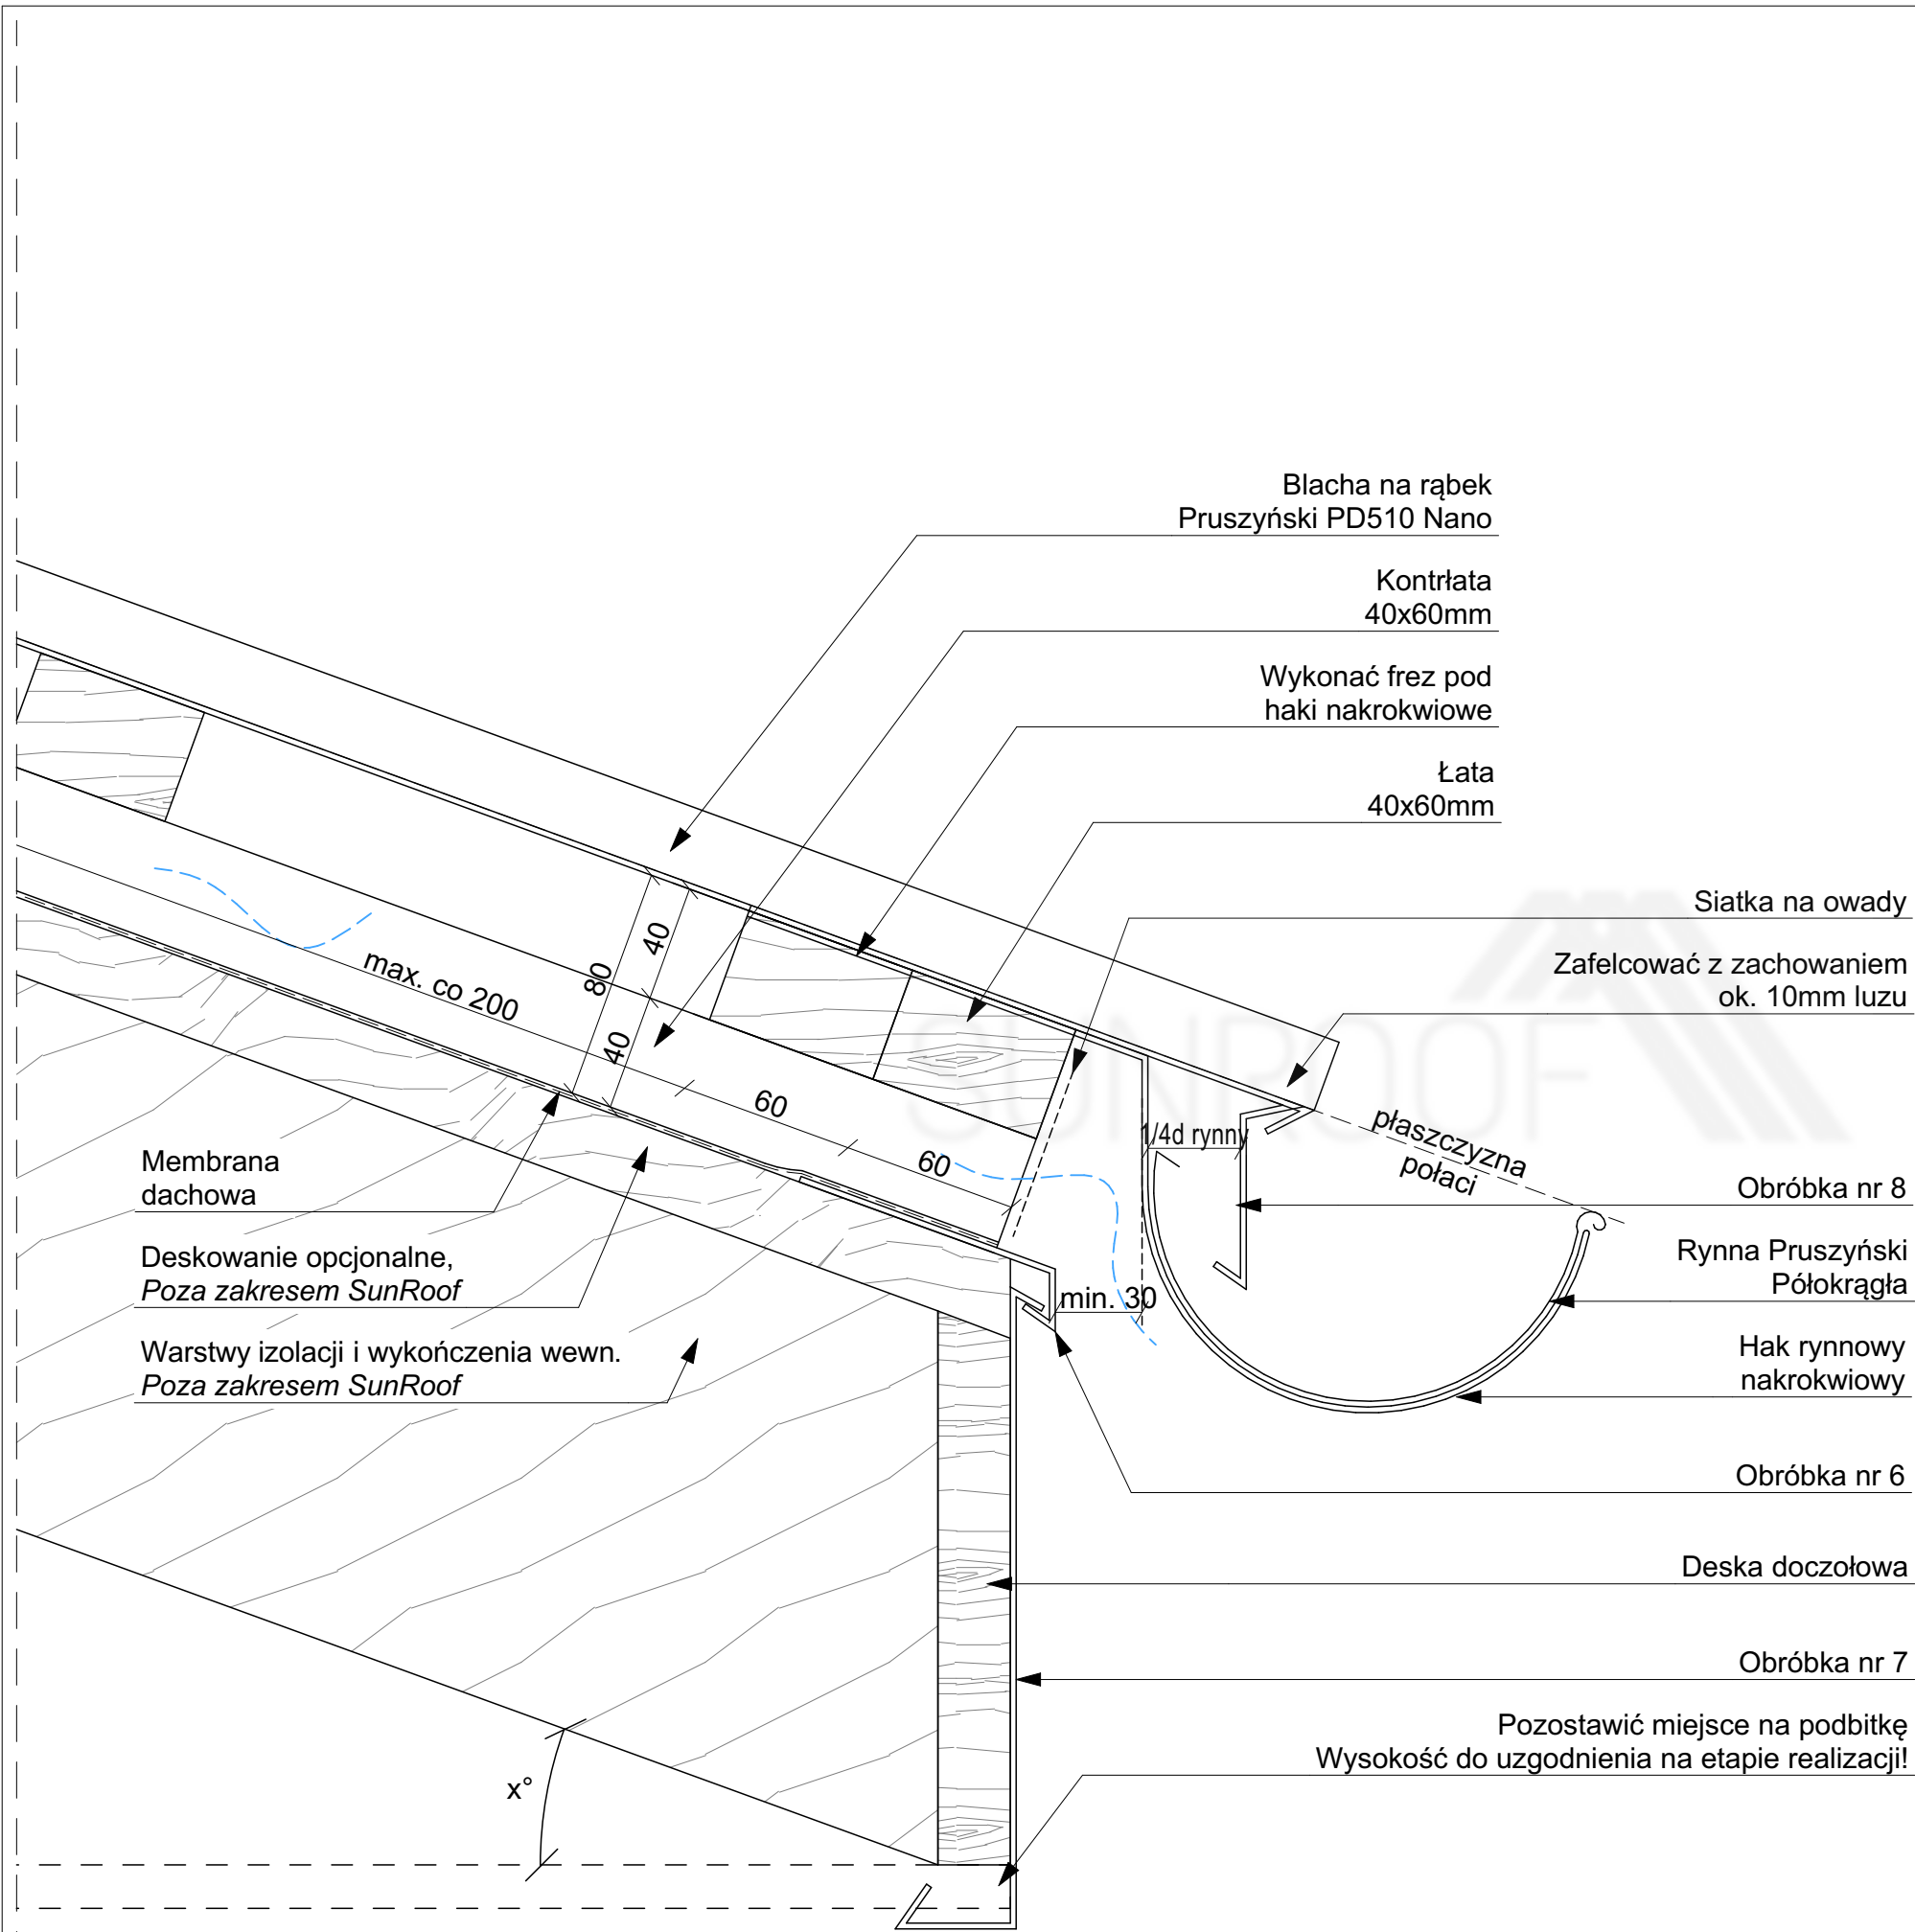 Blacha na rąbek
Pruszyński PD510 Nano
Kontrłata
40x60mm
Wykonać frez pod
haki nakrokwiowe
Łata
40x60mm
Siatka na owady
Zafelcować z zachowaniem
ok. 10mm luzu
SUNROOF
40
80
max. co 200
40
60
60
1/4d rynny
płaszczyzna
połaci
Membrana
dachowa
Obróbka nr 8
Deskowanie opcjonalne,
Poza zakresem SunRoof
Rynna Pruszyński
Półokrągła
min. 30
Warstwy izolacji i wykończenia wewn.
Poza zakresem SunRoof
Hak rynnowy
nakrokwiowy
Obróbka nr 6
Deska doczołowa
Obróbka nr 7
Pozostawić miejsce na podbitkę
Wysokość do uzgodnienia na etapie realizacji!
x°